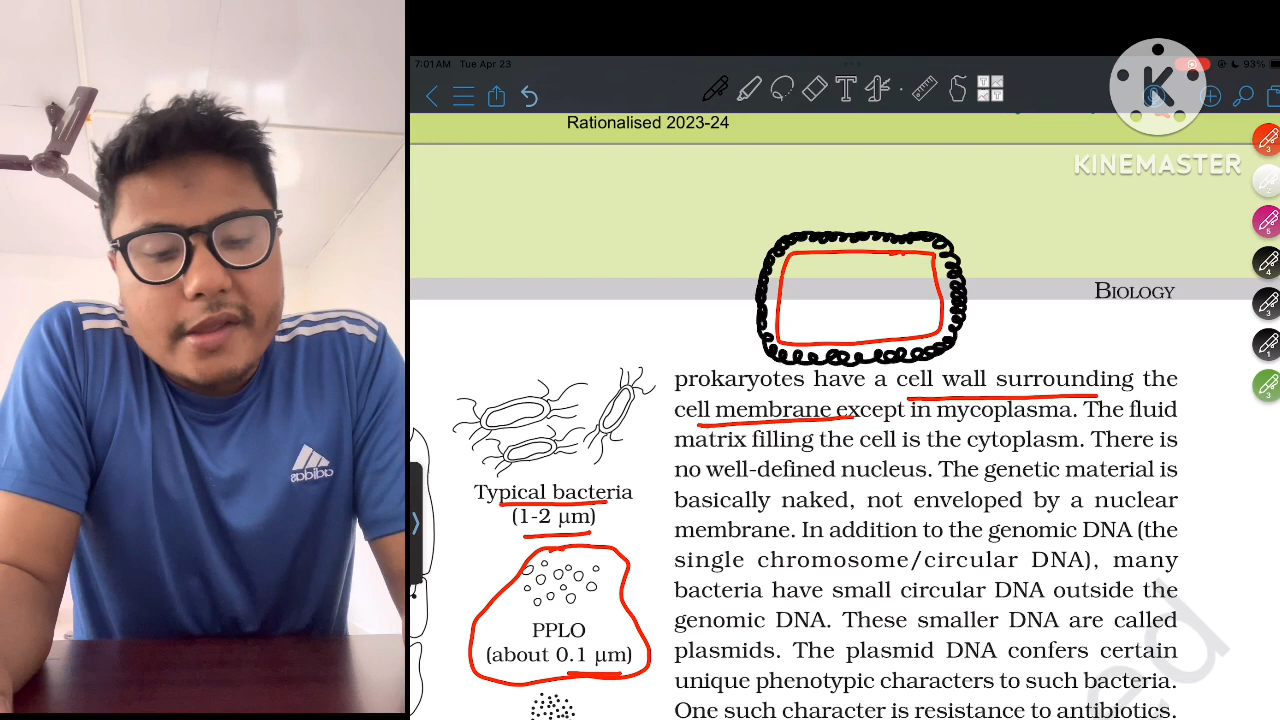 7:01AM Tue Apr 23
93%
Rationalised 2023-24
KINEMASTER
BIOLOGY
prokaryotes have a cell wall surrounding the
cell membrane except in mycoplasma. The fluid
matrix filling the cell is the cytoplasm. There is
no well-defined nucleus. The genetic material is
basically naked, not enveloped by a nuclear
membrane. In addition to the genomic DNA (the
single chromosome/circular DNA), many
bacteria have small circular DNA outside the
genomic DNA. These smaller DNA are called
plasmids. The plasmid DNA confers certain
unique phenotypic characters to such bacteria.
One such character is resistance to antibiotics.
Typical bacteria
(1-2 μm)
PPLO
(about 0.1 μm)
adidas